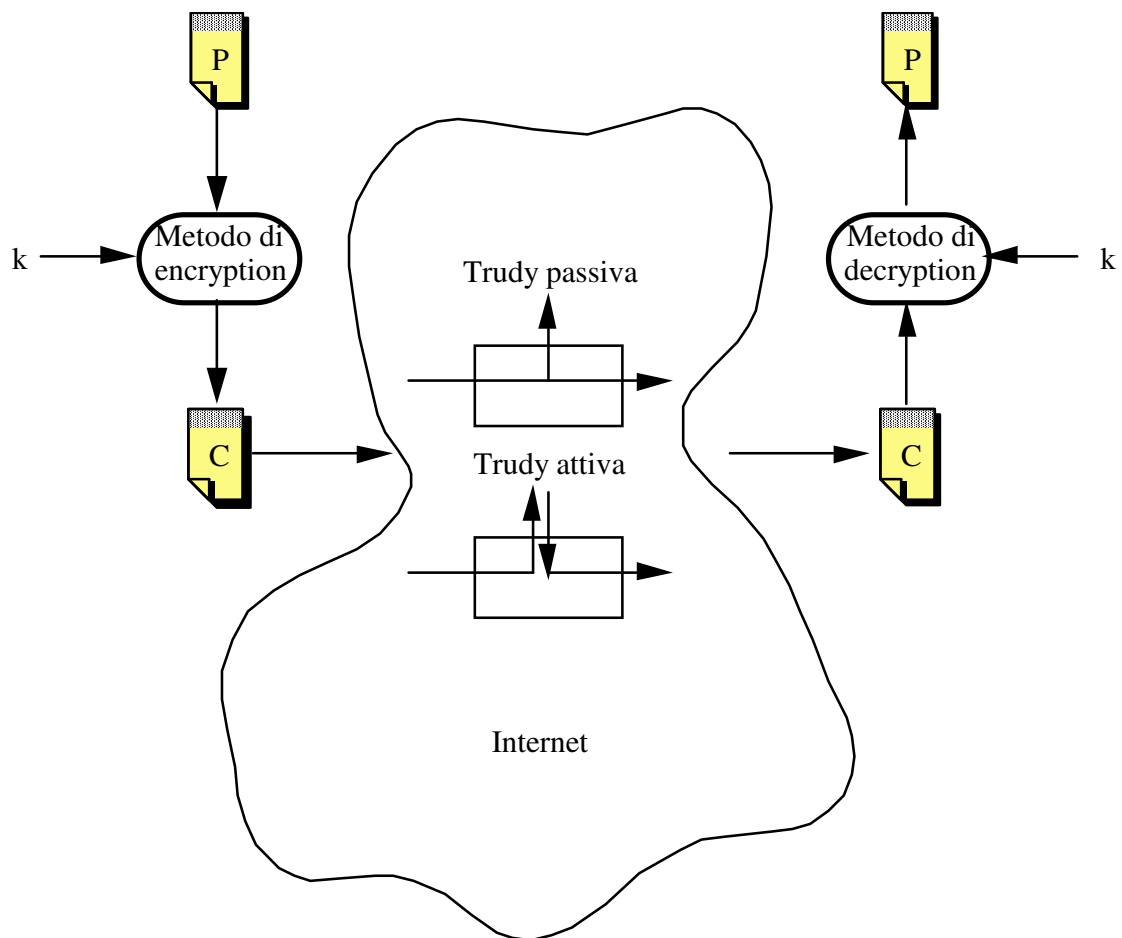 P
P
Metodo di
encryption
Metodo di
decryption
k
k
Trudy passiva
C
C
Trudy attiva
Internet